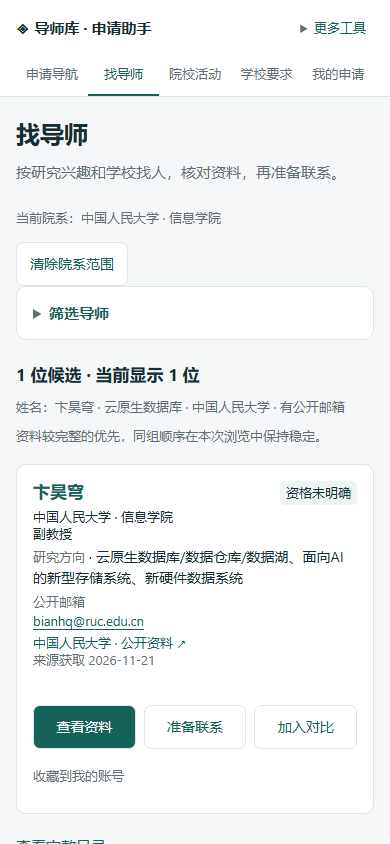 ◈ 导师库 · 申请助手
▶ 更多工具
申请导航 找导师 院校活动 学校要求 我的申请
找导师
按研究兴趣和学校找人，核对资料，再准备联系。
当前院系：中国人民大学 · 信息学院
清除院系范围
▶ 筛选导师
1 位候选 · 当前显示 1 位
姓名：卞昊穹 · 云原生数据库 · 中国人民大学 · 有公开邮箱
资料较完整的优先，同组顺序在本次浏览中保持稳定。
卞昊穹
资格未明确
中国人民大学 · 信息学院
副教授
研究方向 · 云原生数据库/数据仓库/数据湖、面向AI
的新型存储系统、新硬件数据系统
公开邮箱
bianhq@ruc.edu.cn
中国人民大学 · 公开资料 ↗
来源获取 2026-11-21
查看资料 准备联系 加入对比
收藏到我的账号